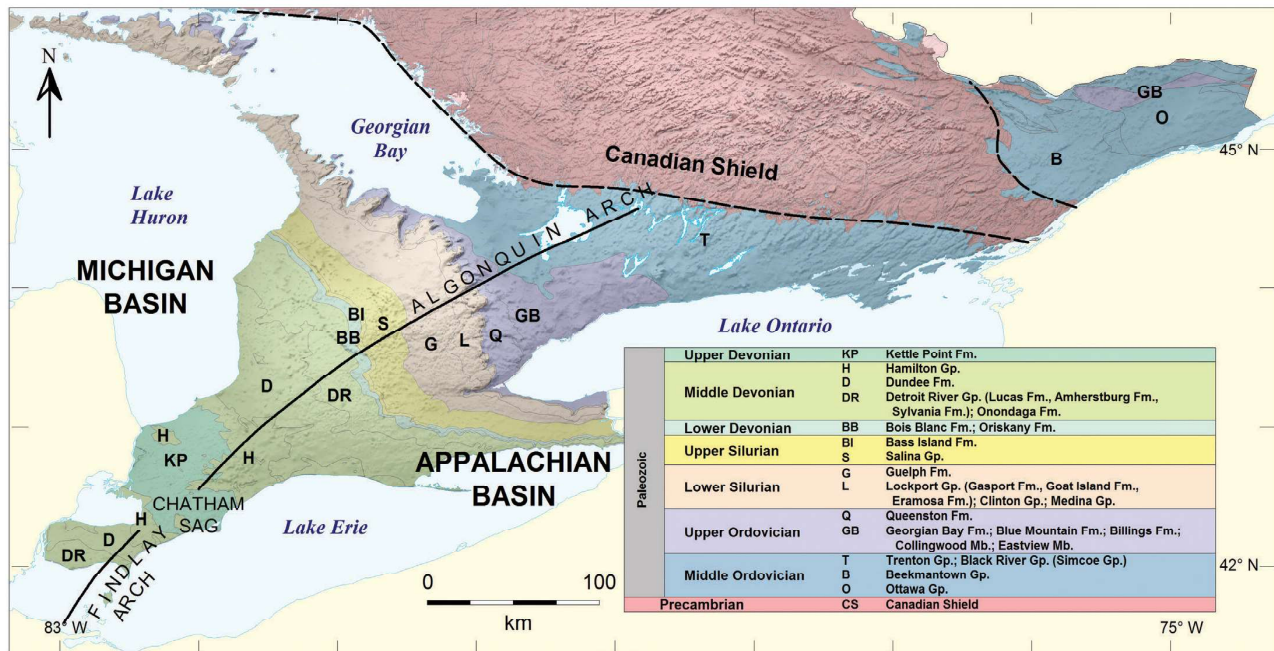 N
Georgian
Bay
Lake
Huron
MICHIGAN
BASIN
Canadian Shield
GB
O
B
45° N
ALGONQUIN ARCH
T
BI
S
BB
G
L
Q
GB
Lake Ontario
D
DR
H
KP
H
CHATHAM
SAG
APPALACHIAN
BASIN
Lake Erie
H
D
DR
FINDLAY
ARCH
83° W
0 100
km
42° N
75° W
Paleozoic
Upper Devonian KP Kettle Point Fm.
Middle Devonian H Hamilton Gp.
D Dundee Fm.
DR Detroit River Gp. (Lucas Fm., Amherstburg Fm.,
Sylvania Fm.); Onondaga Fm.
Lower Devonian BB Bois Blanc Fm.; Oriskany Fm.
Upper Silurian BI Bass Island Fm.
S Salina Gp.
Lower Silurian G Guelph Fm.
L Lockport Gp. (Gasport Fm., Goat Island Fm.,
Eramosa Fm.); Clinton Gp.; Medina Gp.
Upper Ordovician Q Queenston Fm.
GB Georgian Bay Fm.; Blue Mountain Fm.; Billings Fm.;
Collingwood Mb.; Eastview Mb.
Middle Ordovician T Trenton Gp.; Black River Gp. (Simcoe Gp.)
B Beekmantown Gp.
O Ottawa Gp.
Precambrian CS Canadian Shield